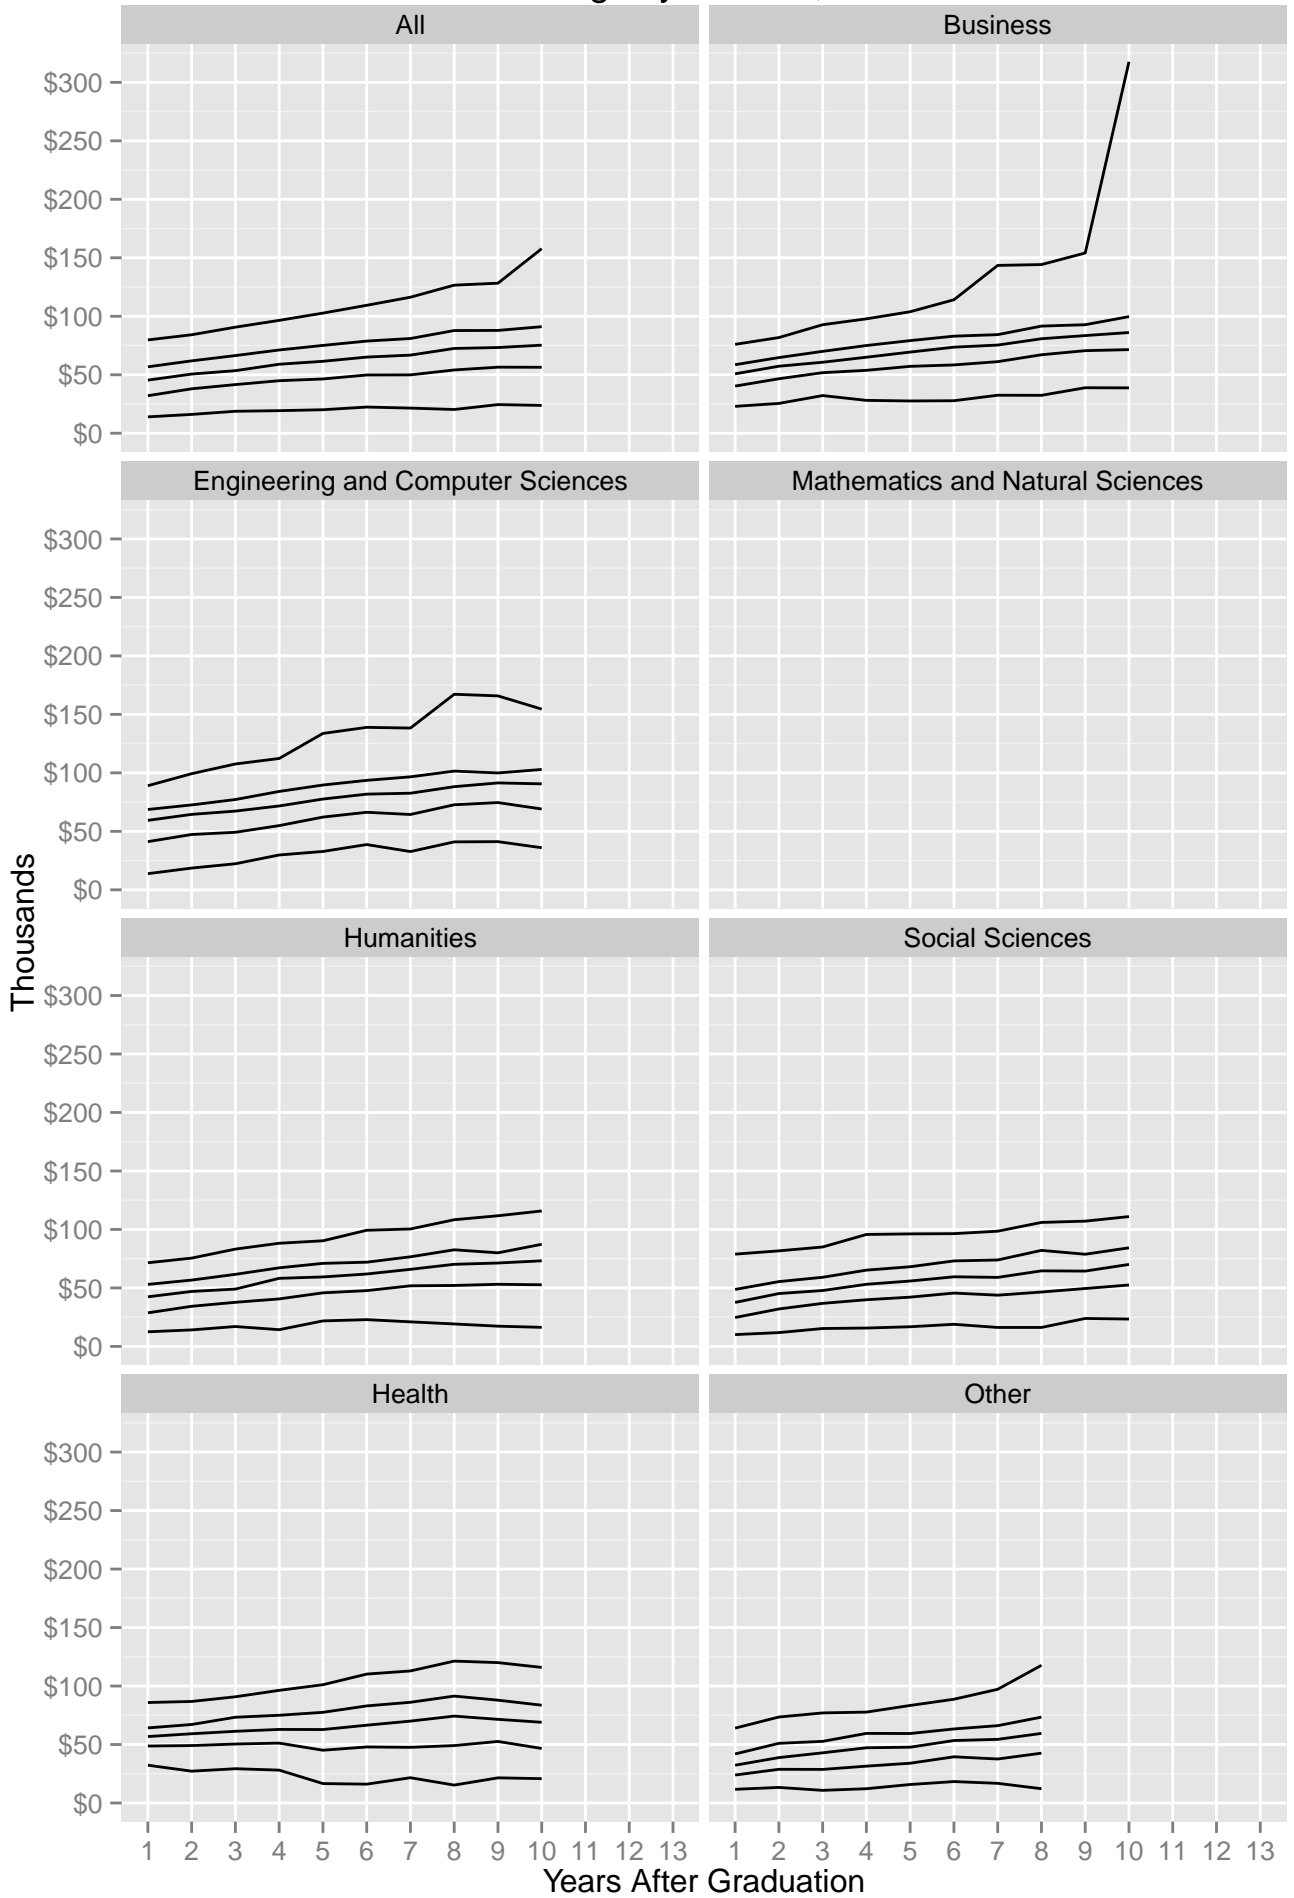 All
Business
$300
$250
$200
$150
$100
$50
$0
Engineering and Computer Sciences
Mathematics and Natural Sciences
$300
$250
$200
$150
$100
$50
$0
Thousands
Humanities
Social Sciences
$300
$250
$200
$150
$100
$50
$0
Health
Other
$300
$250
$200
$150
$100
$50
$0
1 2 3 4 5 6 7 8 9 10 11 12 13
1 2 3 4 5 6 7 8 9 10 11 12 13
Years After Graduation